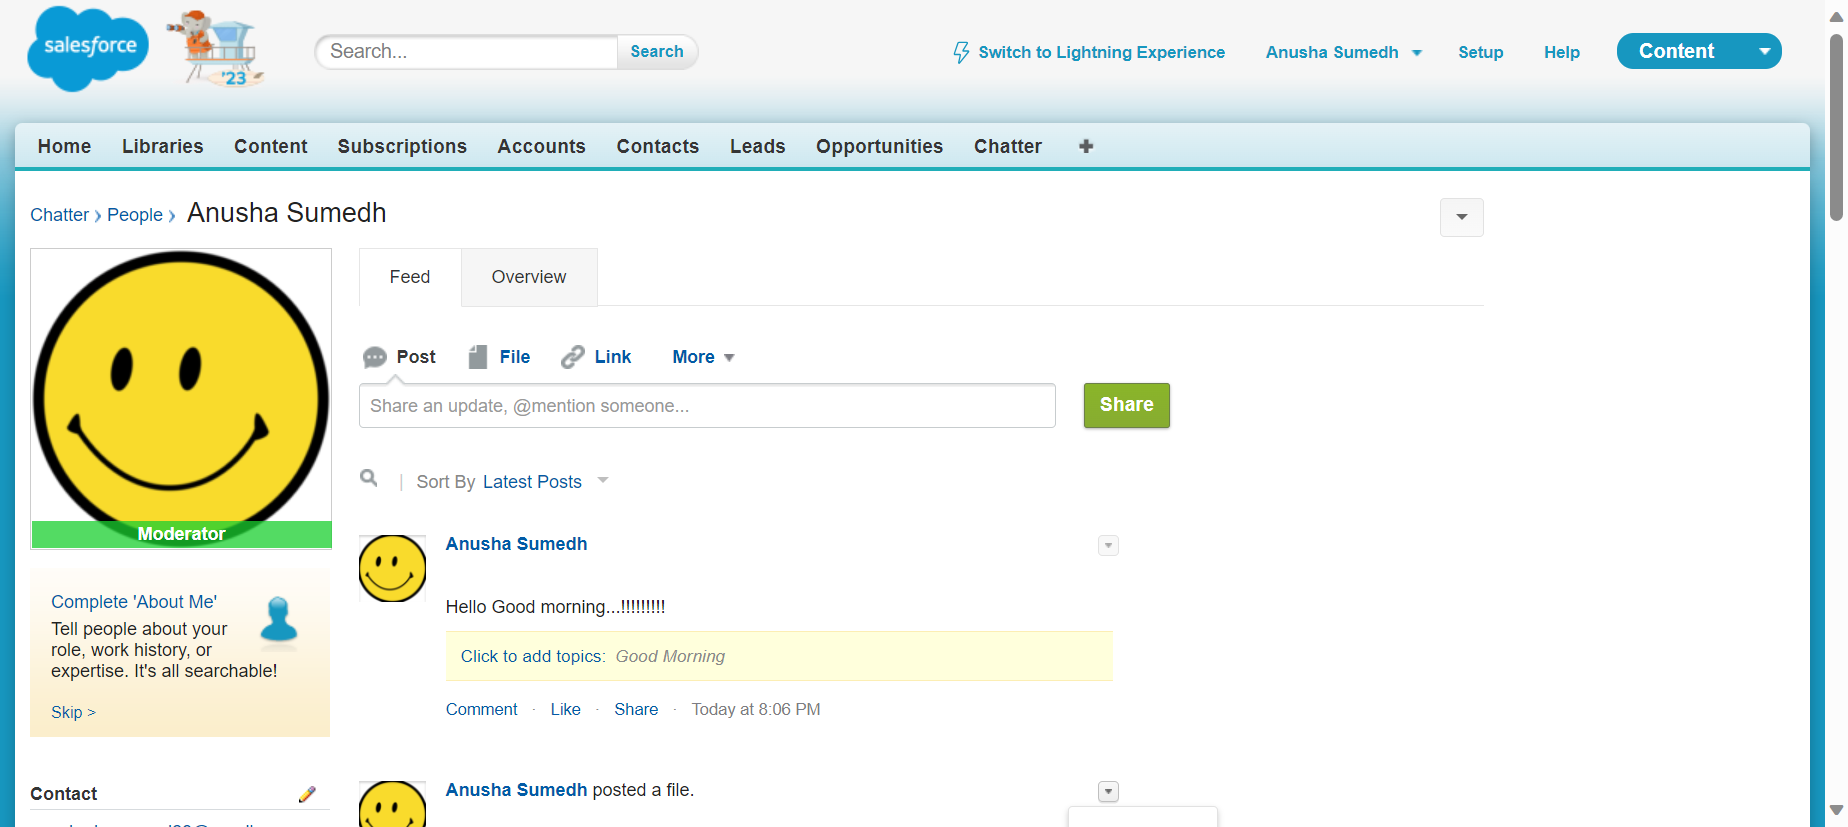 salesforce
'23
Search...
Search
Switch to Lightning Experience
Anusha Sumedh
Setup
Help
Content
Home
Libraries
Content
Subscriptions
Accounts
Contacts
Leads
Opportunities
Chatter
Chatter › People › Anusha Sumedh
Moderator
Complete 'About Me'
Tell people about your
role, work history, or
expertise. It's all searchable!
Skip >
Contact
Feed
Overview
Post
File
Link
More
Share an update, @mention someone...
Share
| Sort By Latest Posts
Anusha Sumedh
Hello Good morning...!!!!!!!!!
Click to add topics: Good Morning
Comment · Like · Share · Today at 8:06 PM
Anusha Sumedh posted a file.